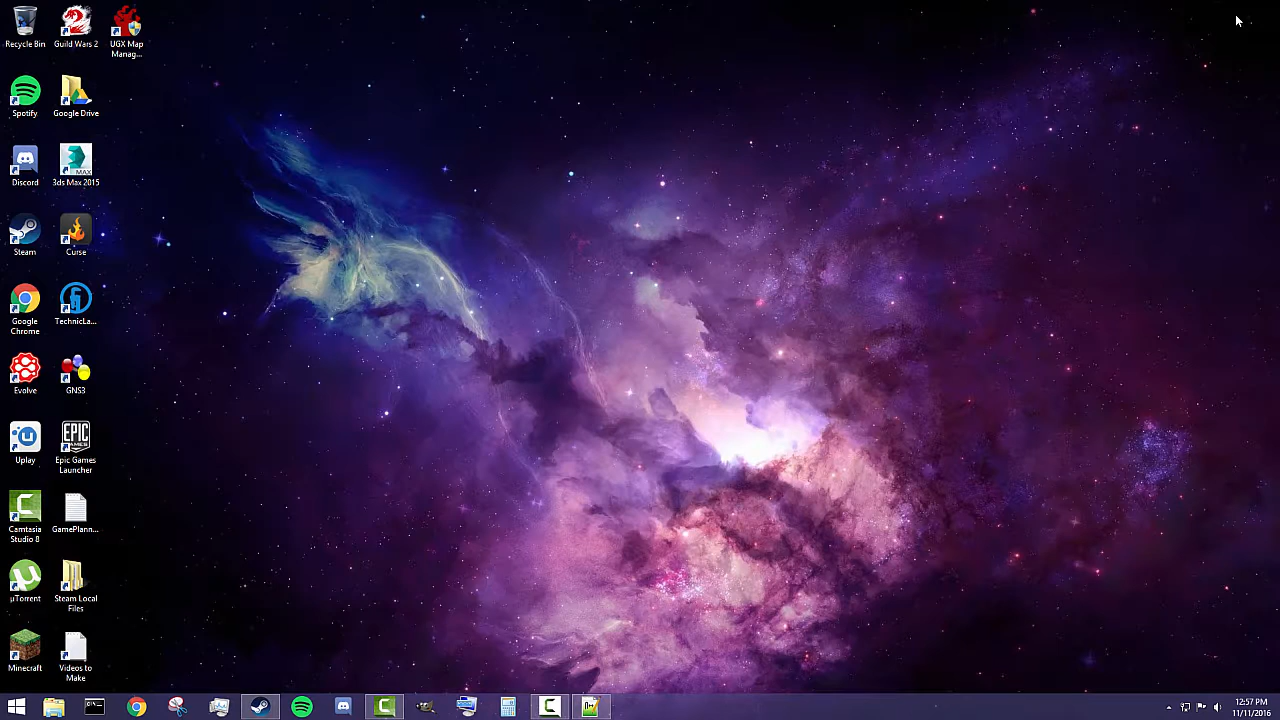 Recycle Bin
Guild Wars 2
UGX Map
Manag...
Spotify
Google Drive
Discord
MAX
3ds Max 2015
Steam
Curse
Google
Chrome
TechnicLa...
Evolve
GNS3
Uplay
EPIC
GAMES
Epic Games
Launcher
Camtasia
Studio 8
GamePlann...
µTorrent
Steam Local
Files
Minecraft
Videos to
Make
12:57 PM
11/11/2016